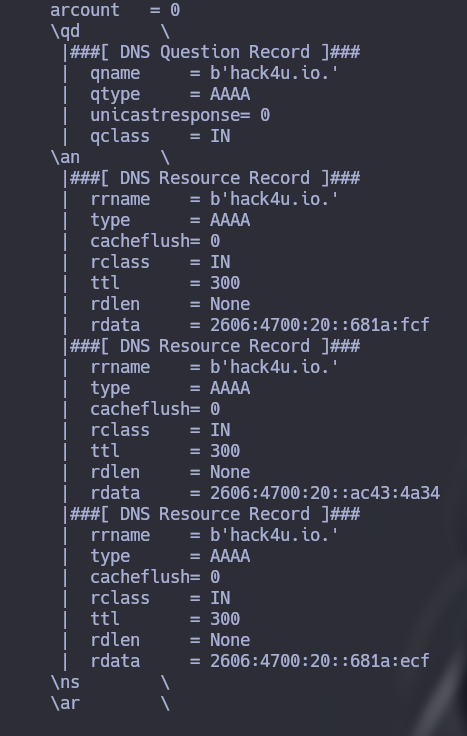 arcount   = 0
\qd        \
 |###[ DNS Question Record ]###
 |  qname     = b'hack4u.io.'
 |  qtype     = AAAA
 |  unicastresponse= 0
 |  qclass    = IN
\an        \
 |###[ DNS Resource Record ]###
 |  rrname    = b'hack4u.io.'
 |  type      = AAAA
 |  cacheflush= 0
 |  rclass    = IN
 |  ttl       = 300
 |  rdlen     = None
 |  rdata     = 2606:4700:20::681a:fcf
 |###[ DNS Resource Record ]###
 |  rrname    = b'hack4u.io.'
 |  type      = AAAA
 |  cacheflush= 0
 |  rclass    = IN
 |  ttl       = 300
 |  rdlen     = None
 |  rdata     = 2606:4700:20::ac43:4a34
 |###[ DNS Resource Record ]###
 |  rrname    = b'hack4u.io.'
 |  type      = AAAA
 |  cacheflush= 0
 |  rclass    = IN
 |  ttl       = 300
 |  rdlen     = None
 |  rdata     = 2606:4700:20::681a:ecf
\ns        \
\ar        \